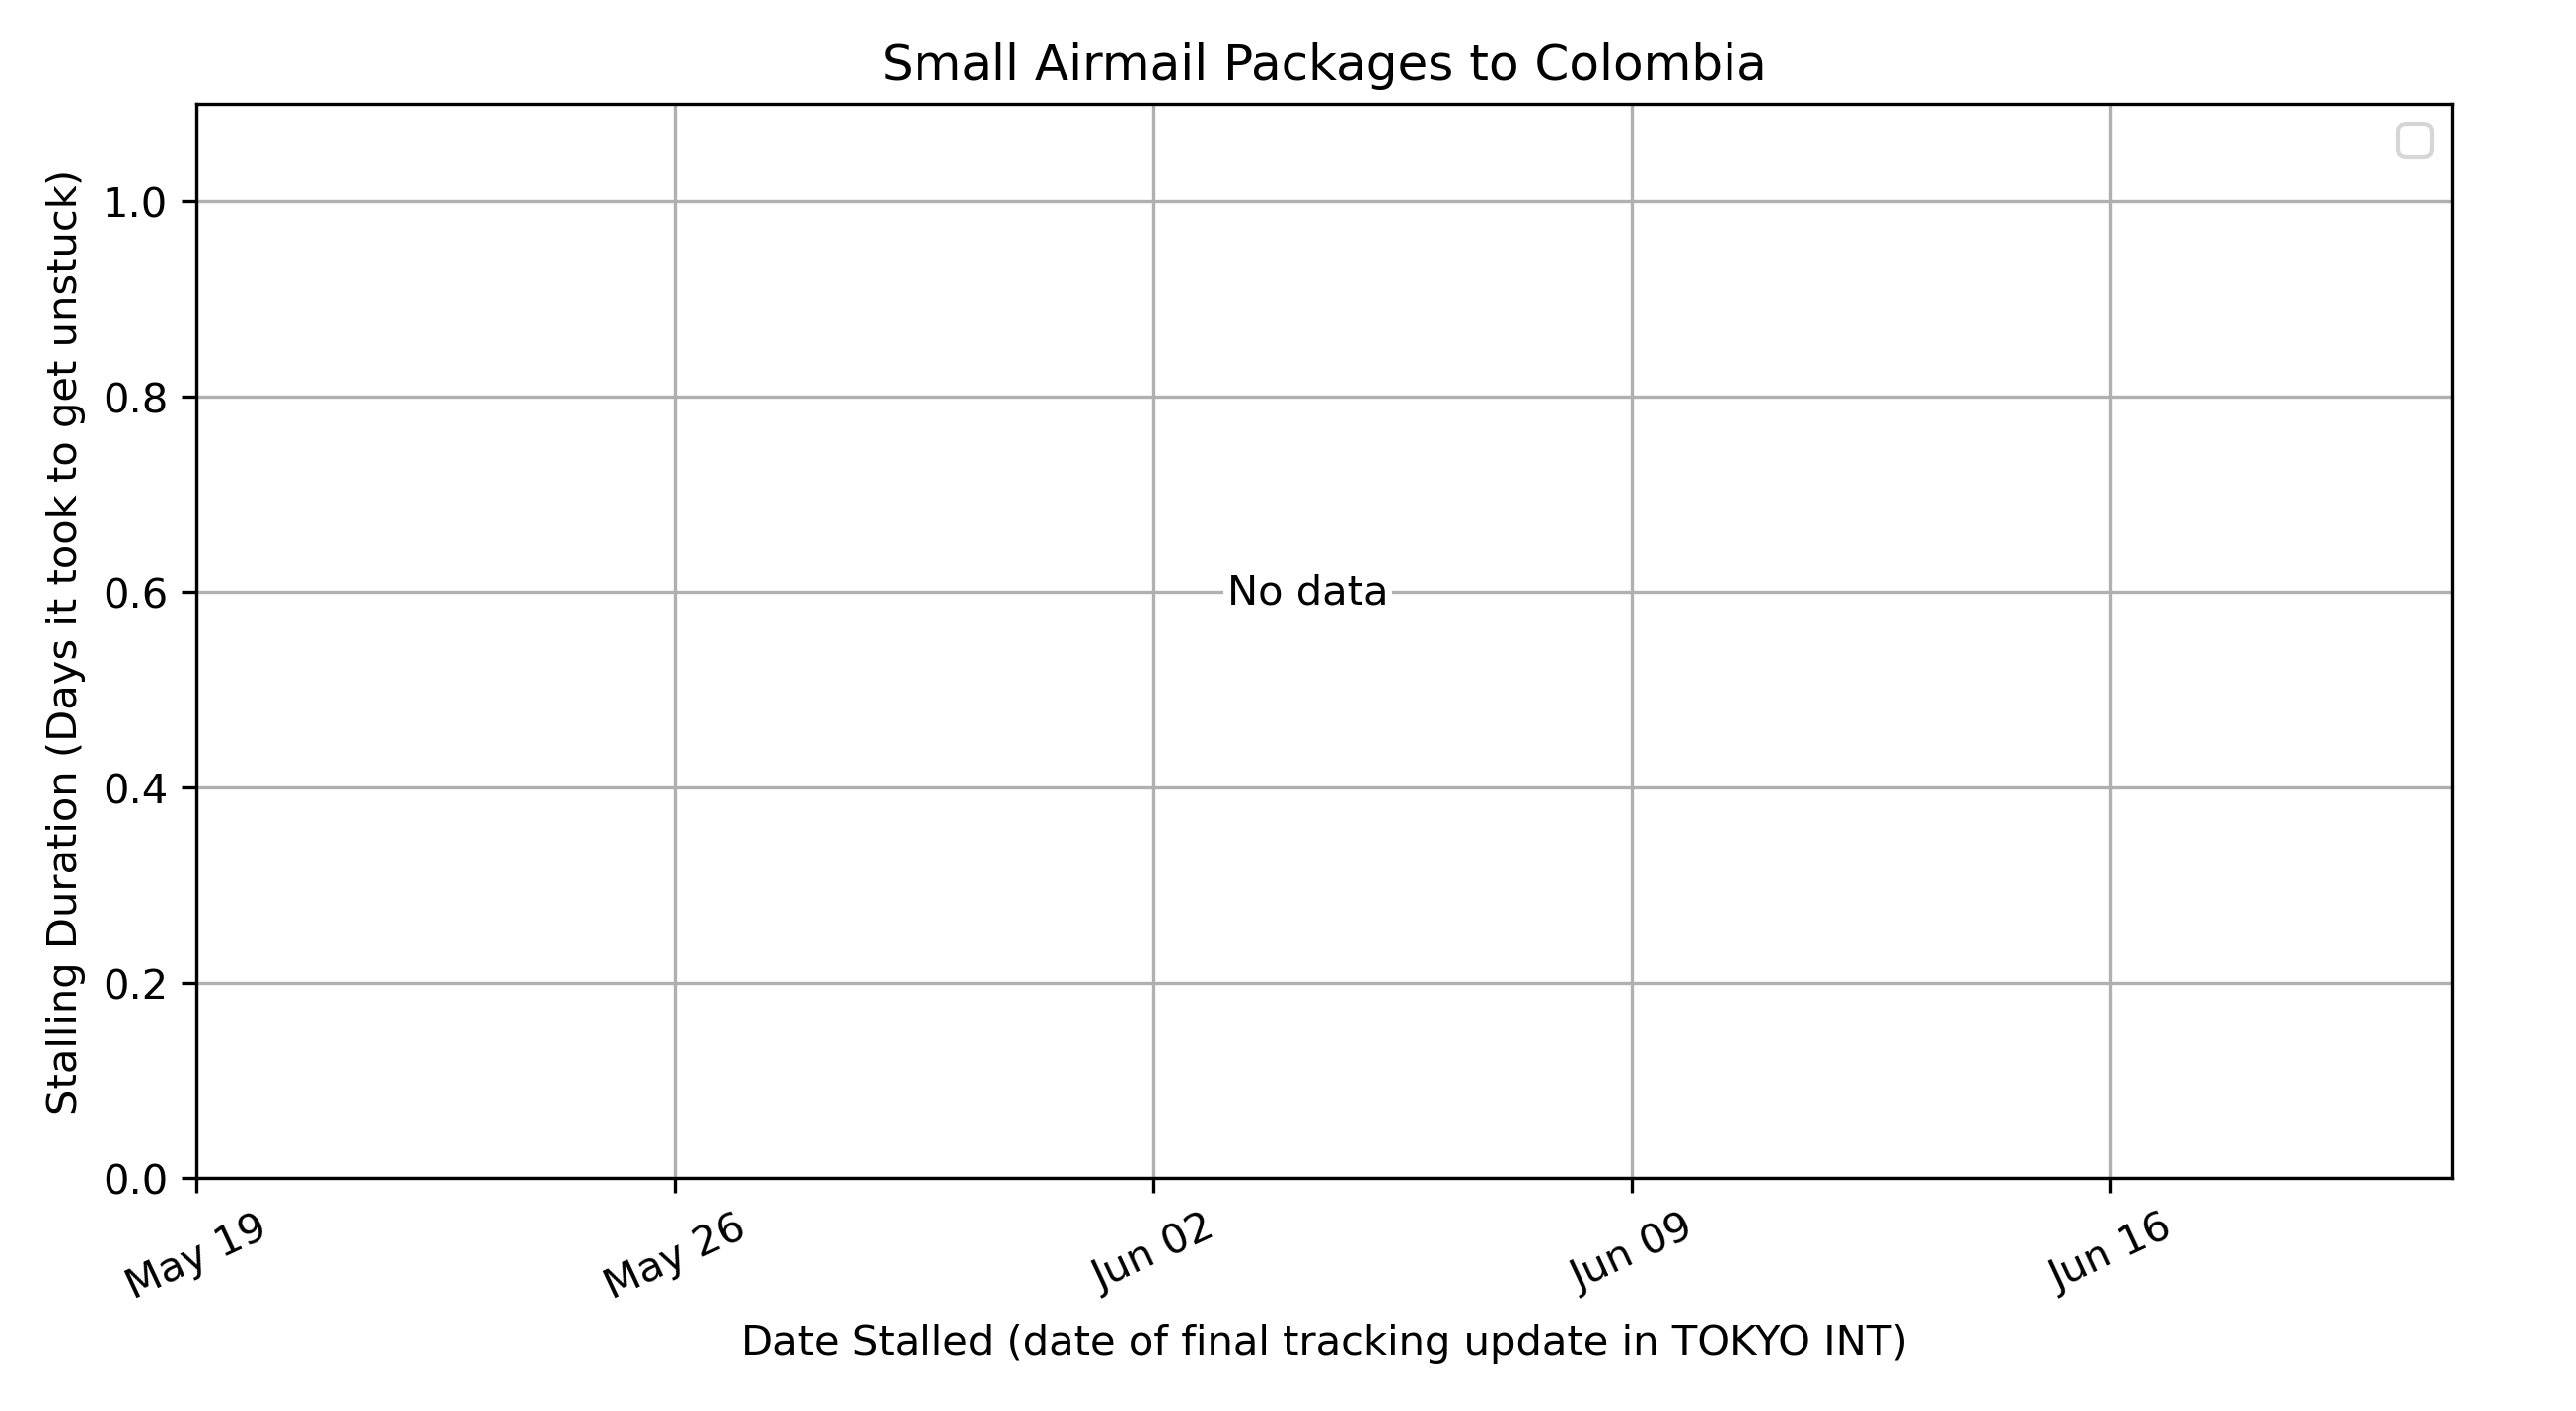 Small Airmail Packages to Colombia
Stalling Duration (Days it took to get unstuck)
1.0
0.8
0.6
0.4
0.2
0.0
No data
May 19
May 26
Jun 02
Jun 09
Jun 16
Date Stalled (date of final tracking update in TOKYO INT)